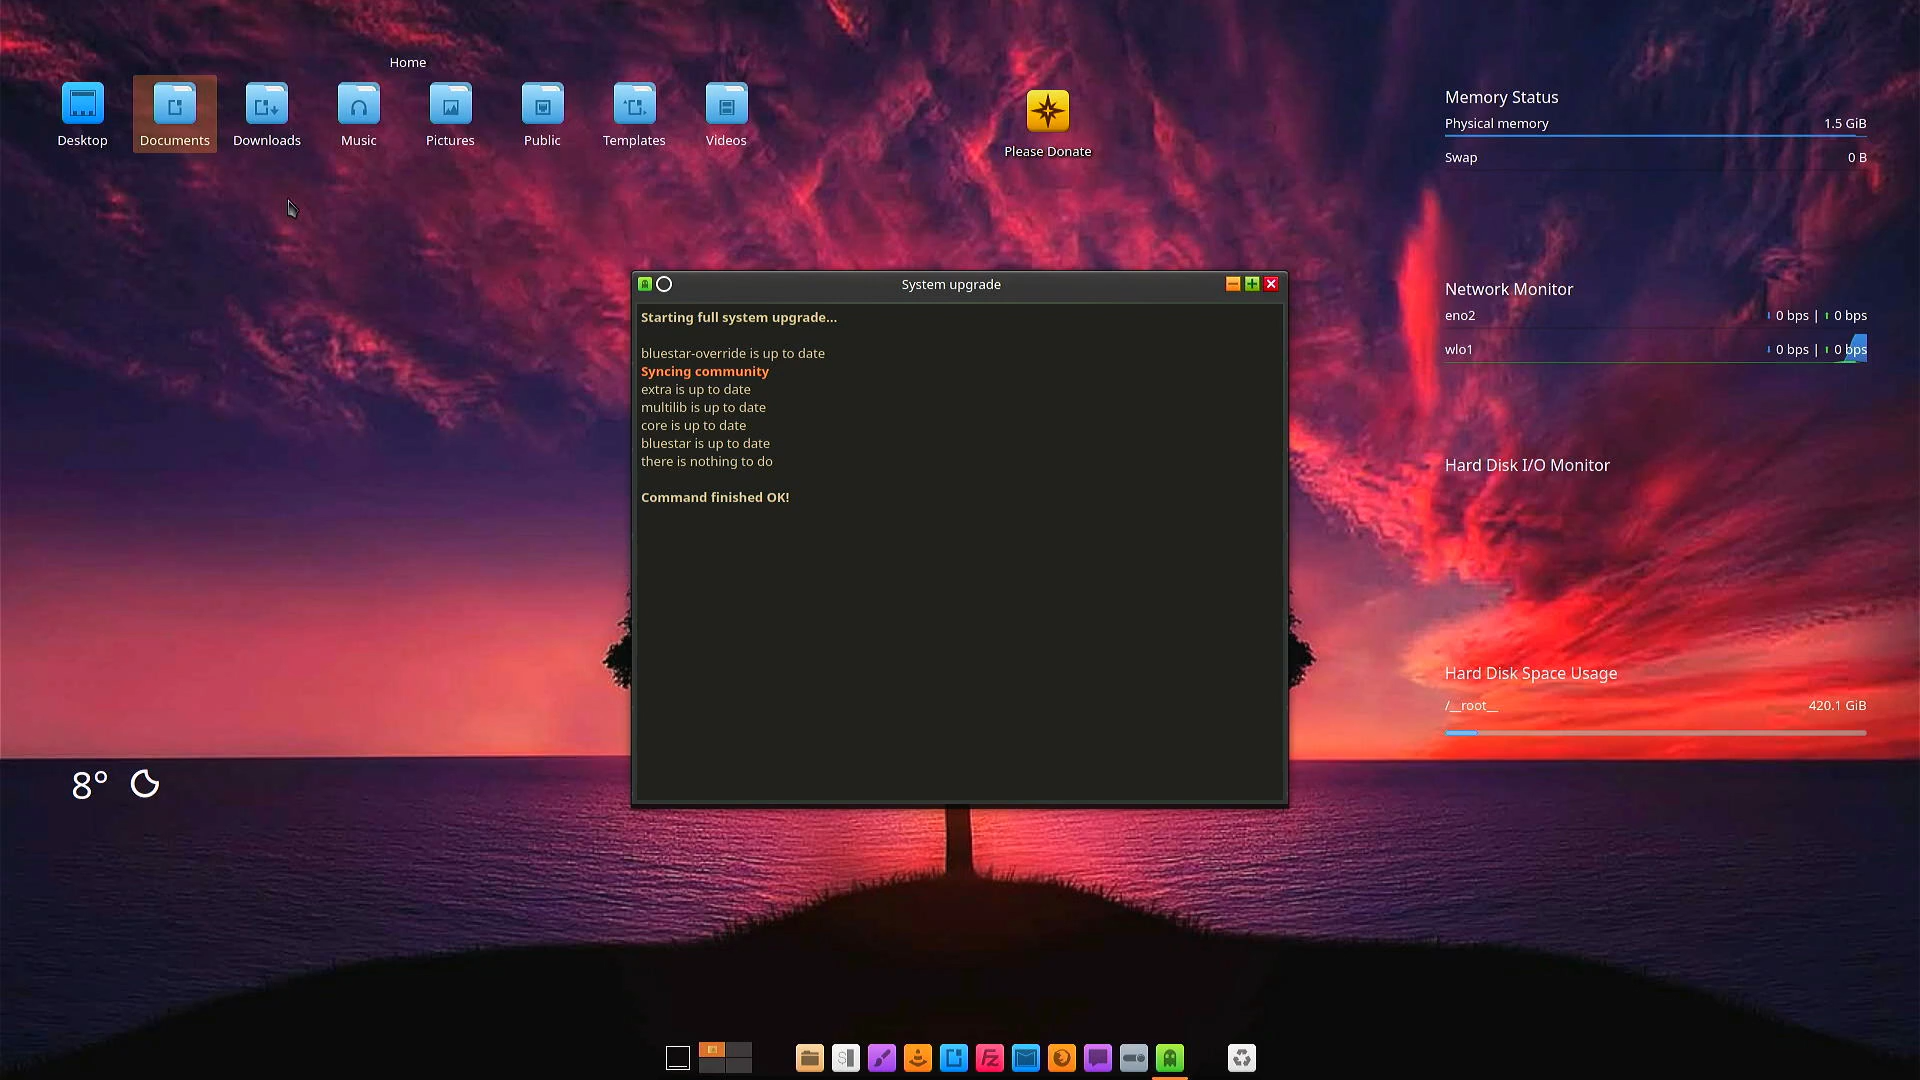 Home
Desktop
Documents
Downloads
Music
Pictures
Public
Templates
Videos
Please Donate
Memory Status
Physical memory 1.5 GiB
Swap 0 B
Network Monitor
eno2 0 bps | 0 bps
wlo1 0 bps | 0 bps
Hard Disk I/O Monitor
Hard Disk Space Usage
/__root__ 420.1 GiB
System upgrade
Starting full system upgrade...
bluestar-override is up to date
Syncing community
extra is up to date
multilib is up to date
core is up to date
bluestar is up to date
there is nothing to do
Command finished OK!
8°
$
Fz